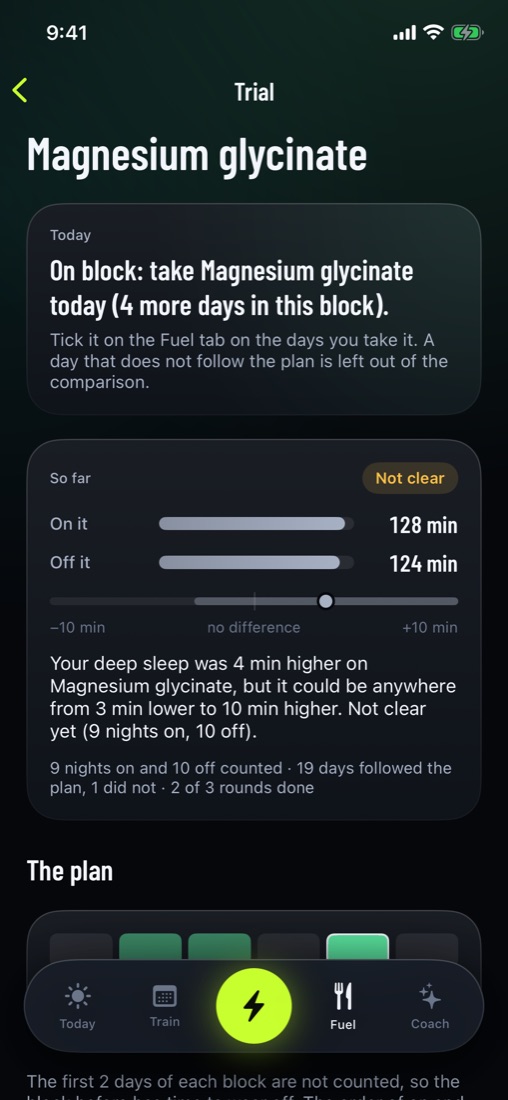 9:41
Trial
Magnesium glycinate
Today
On block: take Magnesium glycinate
today (4 more days in this block).
Tick it on the Fuel tab on the days you take it. A
day that does not follow the plan is left out of the
comparison.
So far
Not clear
On it
128 min
Off it
124 min
−10 min
no difference
+10 min
Your deep sleep was 4 min higher on
Magnesium glycinate, but it could be anywhere
from 3 min lower to 10 min higher. Not clear
yet (9 nights on, 10 off).
9 nights on and 10 off counted · 19 days followed the
plan, 1 did not · 2 of 3 rounds done
The plan
Today
Train
Fuel
Coach
The first 2 days of each block are not counted, so the